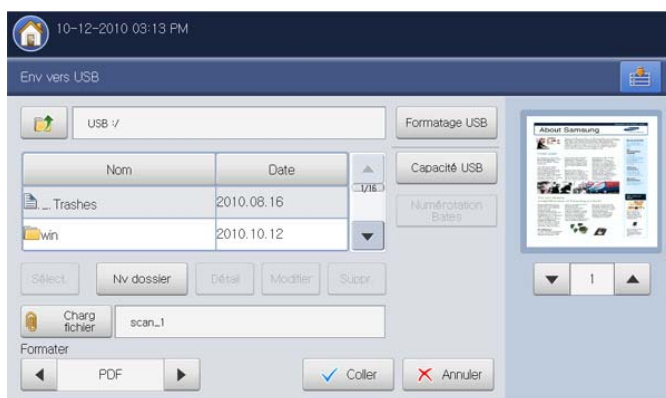 10-12-2010 03:13 PM
Env vers USB
USB :/
Formatage USB
Nom Date
Capacité USB
1/16
._ Trashes 2010.08.16
Numérotation
Bates
win 2010.10.12
Sélect. Nv dossier Détail Modifier Suppr.
Charg
fichier
scan_1
Formater
PDF
Coller Annuler
About Samsung
1